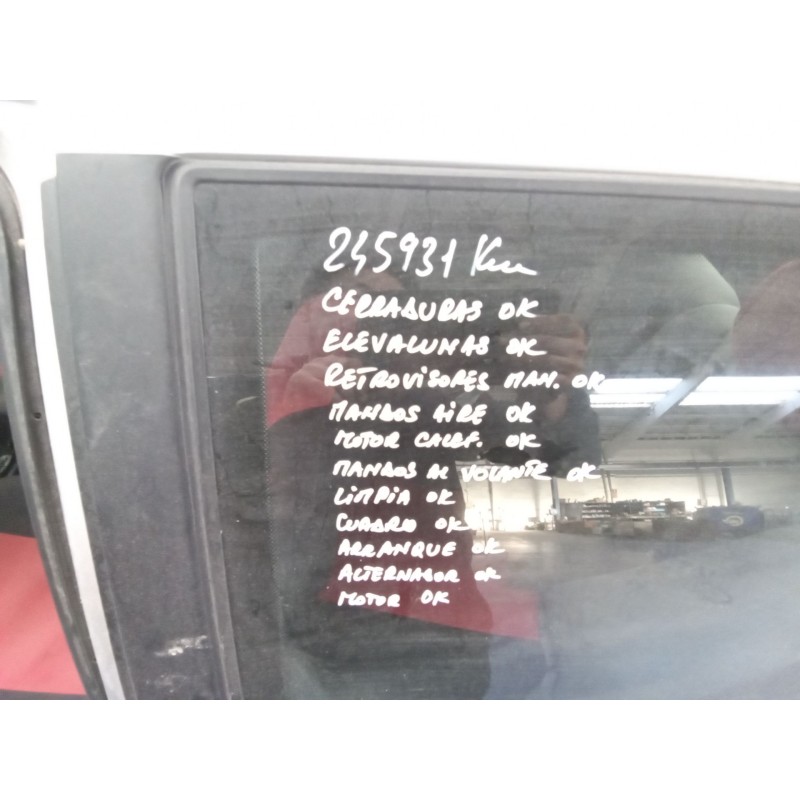 245931 Km
CERRADURAS OK
ELEVALUNAS OK
RETROVISORES MAN. OK
MANDOS AIRE OK
MOTOR CALEF. OK
MANDOS AL VOLANTE OK
LIMPIA OK
CUADRO OK
ARRANQUE OK
ALTERNADOR OK
MOTOR OK